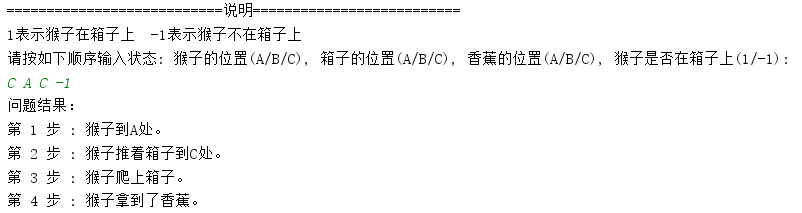 ===========================说明==========================
1表示猴子在箱子上  -1表示猴子不在箱子上
请按如下顺序输入状态: 猴子的位置(A/B/C), 箱子的位置(A/B/C), 香蕉的位置(A/B/C), 猴子是否在箱子上(1/-1):
C A C -1
问题结果:
第 1 步 : 猴子到A处。
第 2 步 : 猴子推着箱子到C处。
第 3 步 : 猴子爬上箱子。
第 4 步 : 猴子拿到了香蕉。